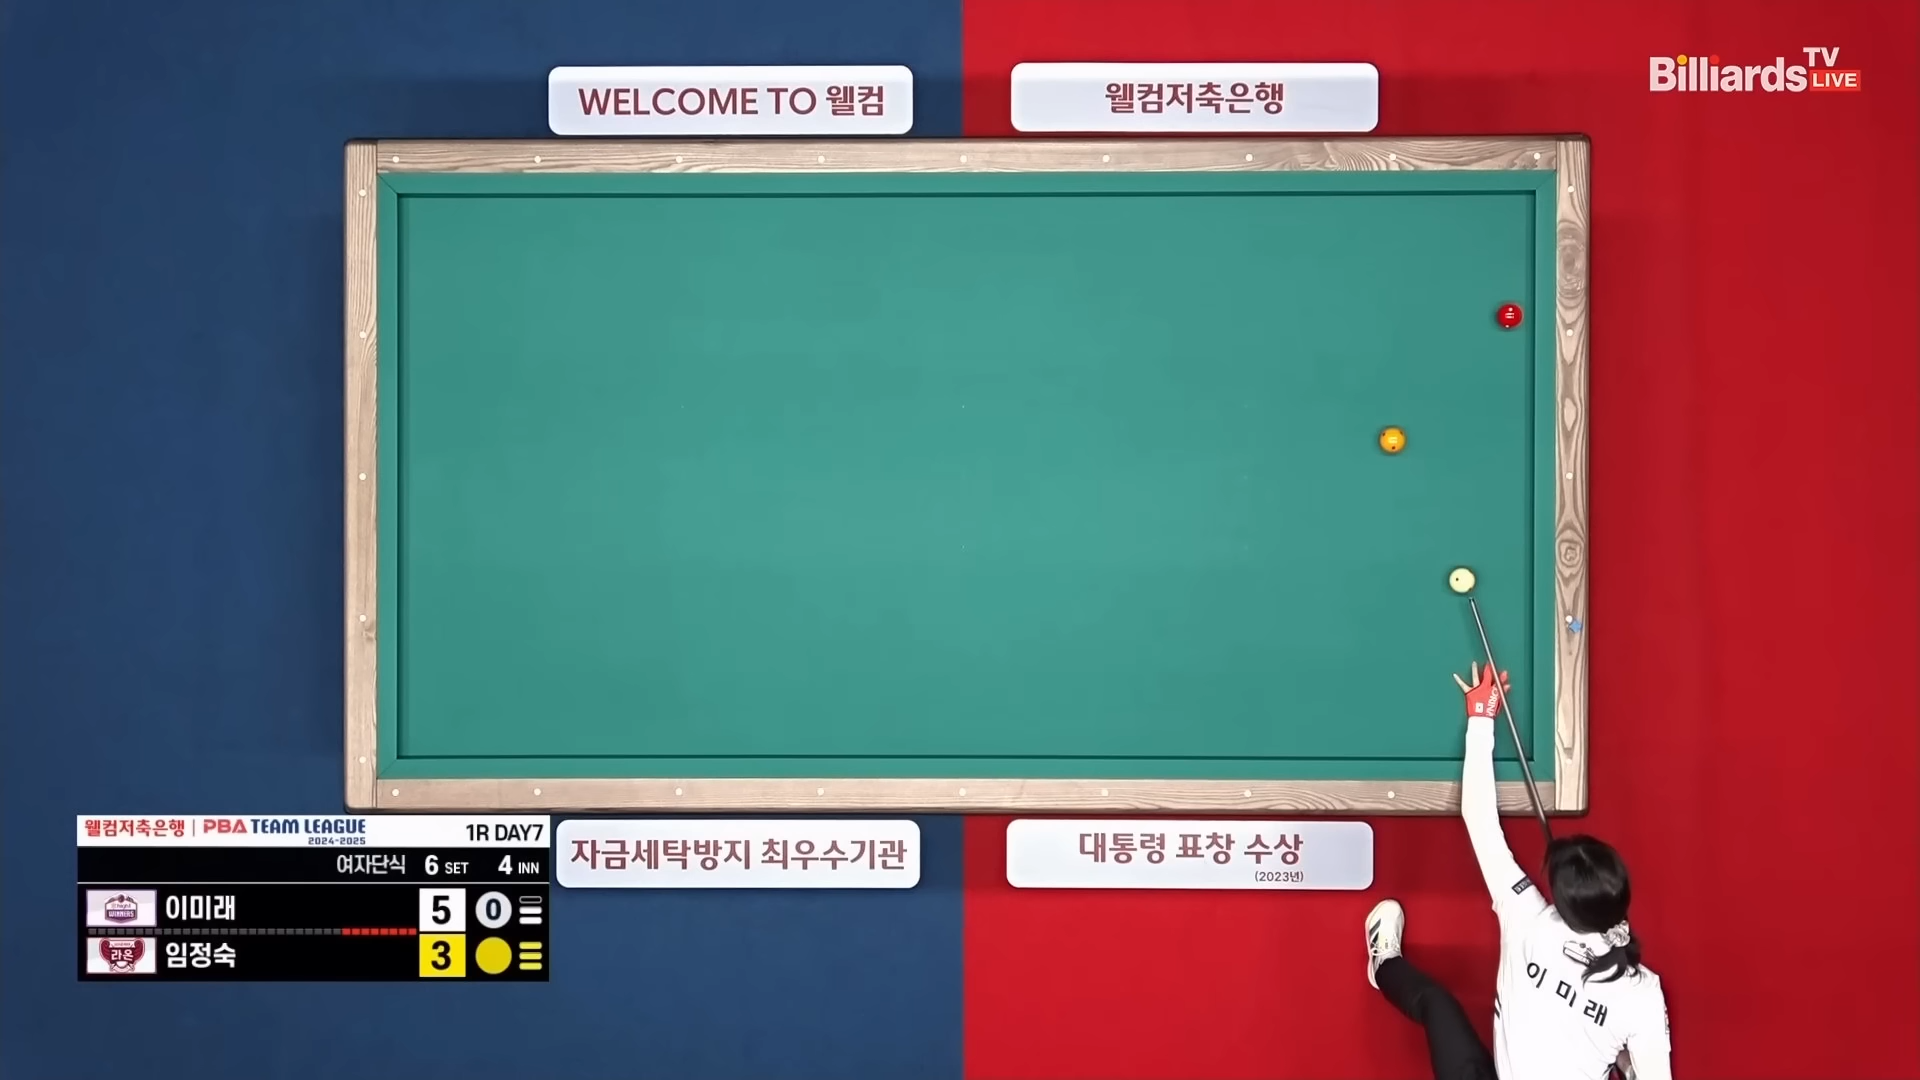 Billiards TV LIVE
WELCOME TO 웰컴
웰컴저축은행
웰컴저축은행 | PBA TEAM LEAGUE
2024-2025
1R DAY7
여자단식 6 SET 4 INN
이미래 5 0
임정숙 3
라온
자금세탁방지 최우수기관
대통령 표창 수상
(2023년)
이미래